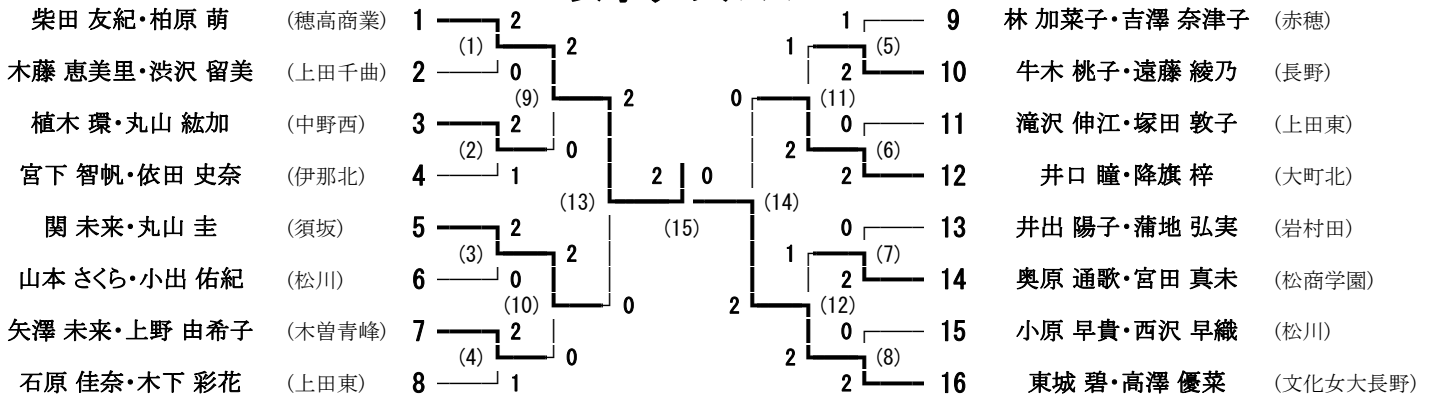 柴田 友紀・柏原 萌 (穂高商業) 1
木藤 恵美里・渋沢 留美 (上田千曲) 2
植木 環・丸山 紘加 (中野西) 3
宮下 智帆・依田 史奈 (伊那北) 4
関 未来・丸山 圭 (須坂) 5
山本 さくら・小出 佑紀 (松川) 6
矢澤 未来・上野 由希子 (木曽青峰) 7
石原 佳奈・木下 彩花 (上田東) 8
2
(1) 2
0
(9) 2
2
(2) 0
1
(13)
2
(3) 2
0
(10) 0
2
(4) 0
1
2 0
(15)
1
1 (5)
2
0 (11)
0
2 (6)
2
(14)
0
1 (7)
2
2 (12)
0
2 (8)
2
9 林 加菜子・吉澤 奈津子 (赤穂)
10 牛木 桃子・遠藤 綾乃 (長野)
11 滝沢 伸江・塚田 敦子 (上田東)
12 井口 瞳・降旗 梓 (大町北)
13 井出 陽子・蒲地 弘実 (岩村田)
14 奥原 通歌・宮田 真未 (松商学園)
15 小原 早貴・西沢 早織 (松川)
16 東城 碧・高澤 優菜 (文化女大長野)